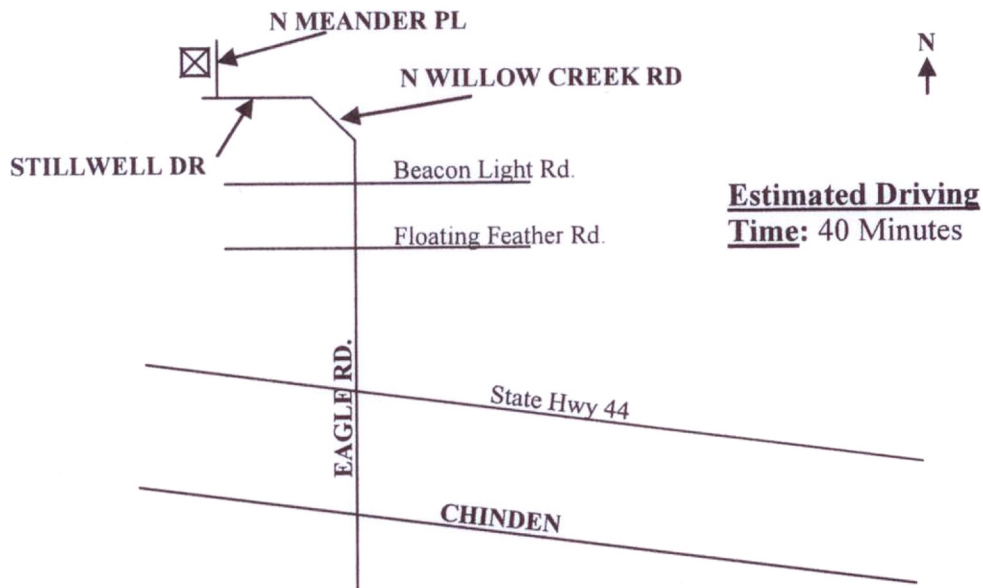 N MEANDER PL
N
N WILLOW CREEK RD
STILLWELL DR
Beacon Light Rd.
Estimated Driving
Time: 40 Minutes
Floating Feather Rd.
EAGLE RD.
State Hwy 44
CHINDEN